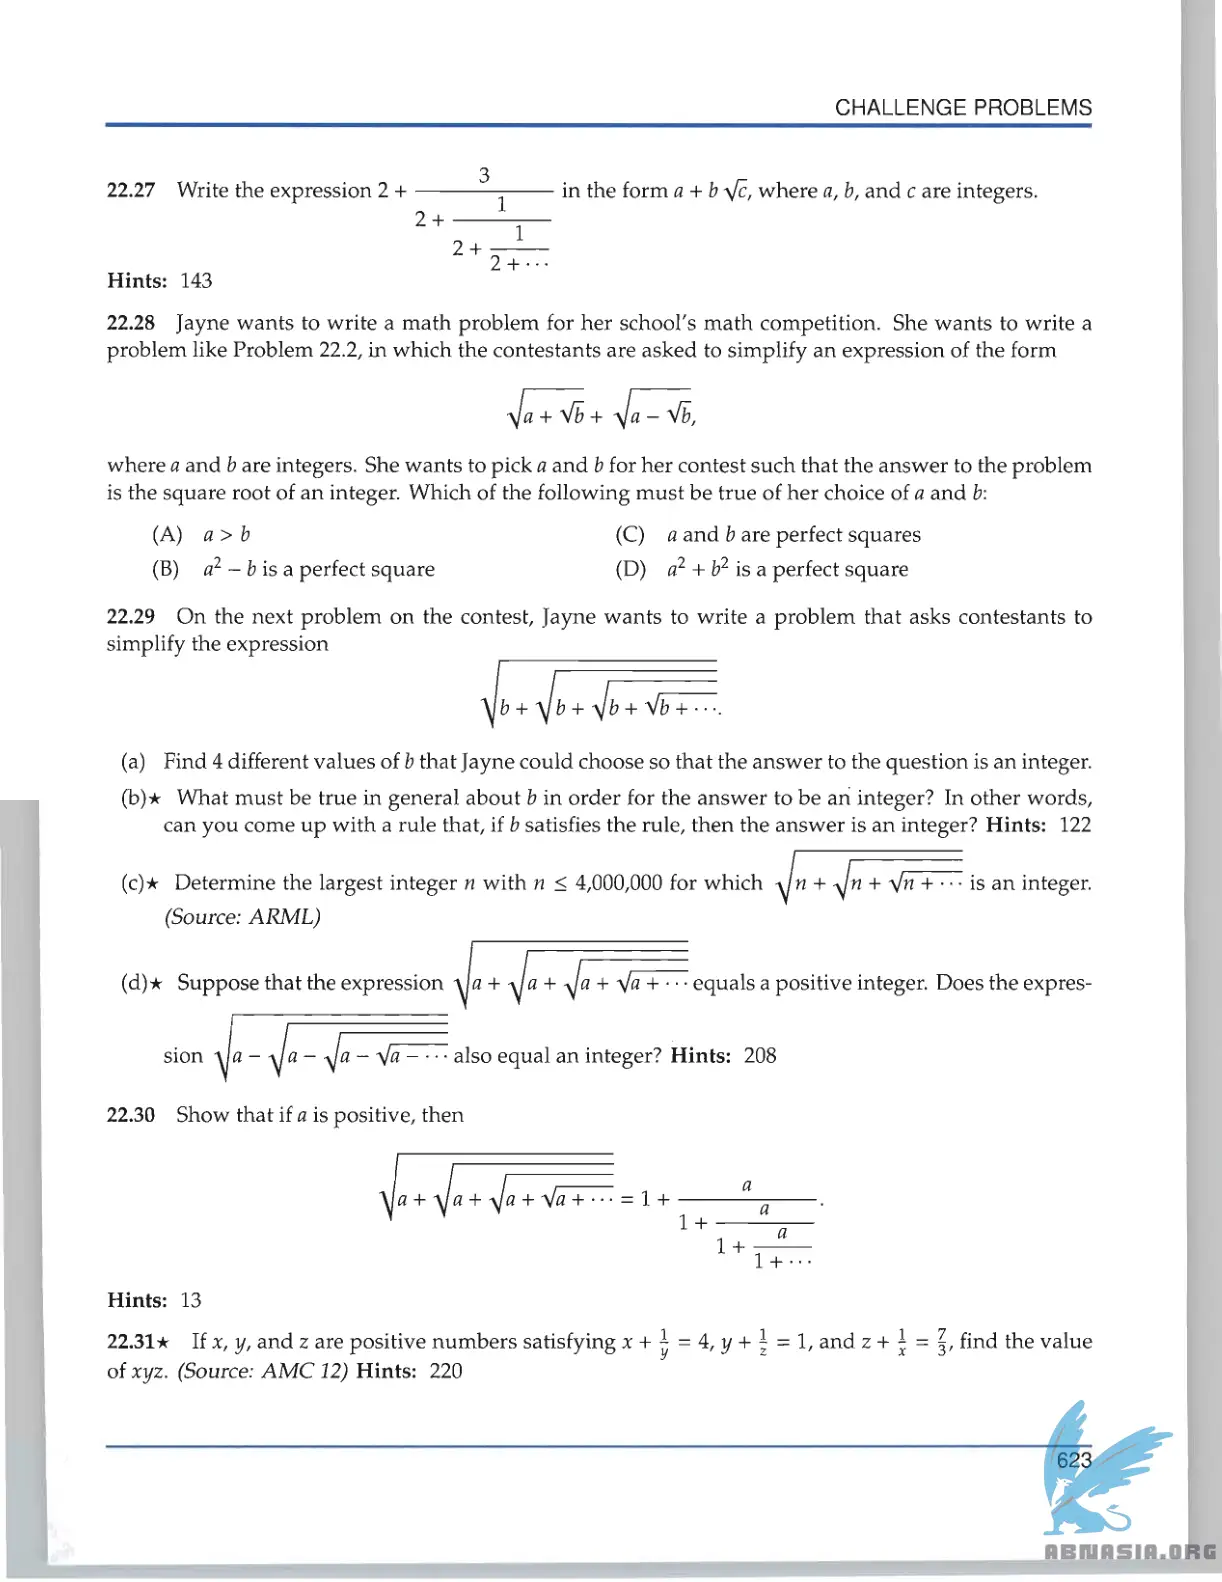 CHALLENGE PROBLEMS
22.27 Write the expression 2 + \frac{3}{2 + \frac{1}{2 + \frac{1}{2 + \cdots}}} in the form a + b√c, where a, b, and c are integers.
Hints: 143
22.28 Jayne wants to write a math problem for her school's math competition. She wants to write a
problem like Problem 22.2, in which the contestants are asked to simplify an expression of the form
\sqrt{a + \sqrt{b}} + \sqrt{a - \sqrt{b}},
where a and b are integers. She wants to pick a and b for her contest such that the answer to the problem
is the square root of an integer. Which of the following must be true of her choice of a and b:
(A) a > b (C) a and b are perfect squares
(B) a² − b is a perfect square (D) a² + b² is a perfect square
22.29 On the next problem on the contest, Jayne wants to write a problem that asks contestants to
simplify the expression
\sqrt{b + \sqrt{b + \sqrt{b + \sqrt{b + \cdots}}}}.
(a) Find 4 different values of b that Jayne could choose so that the answer to the question is an integer.
(b)★ What must be true in general about b in order for the answer to be an integer? In other words,
can you come up with a rule that, if b satisfies the rule, then the answer is an integer? Hints: 122
(c)★ Determine the largest integer n with n ≤ 4,000,000 for which \sqrt{n + \sqrt{n + \sqrt{n + \cdots}}} is an integer.
(Source: ARML)
(d)★ Suppose that the expression \sqrt{a + \sqrt{a + \sqrt{a + \sqrt{a + \cdots}}}} equals a positive integer. Does the expres-
sion \sqrt{a - \sqrt{a - \sqrt{a - \sqrt{a - \cdots}}}} also equal an integer? Hints: 208
22.30 Show that if a is positive, then
\sqrt{a + \sqrt{a + \sqrt{a + \sqrt{a + \cdots}}}} = 1 + \frac{a}{1 + \frac{a}{1 + \frac{a}{1 + \cdots}}}.
Hints: 13
22.31★ If x, y, and z are positive numbers satisfying x + \frac{1}{y} = 4, y + \frac{1}{z} = 1, and z + \frac{1}{x} = \frac{7}{3}, find the value
of xyz. (Source: AMC 12) Hints: 220
623
ABNASIA.ORG